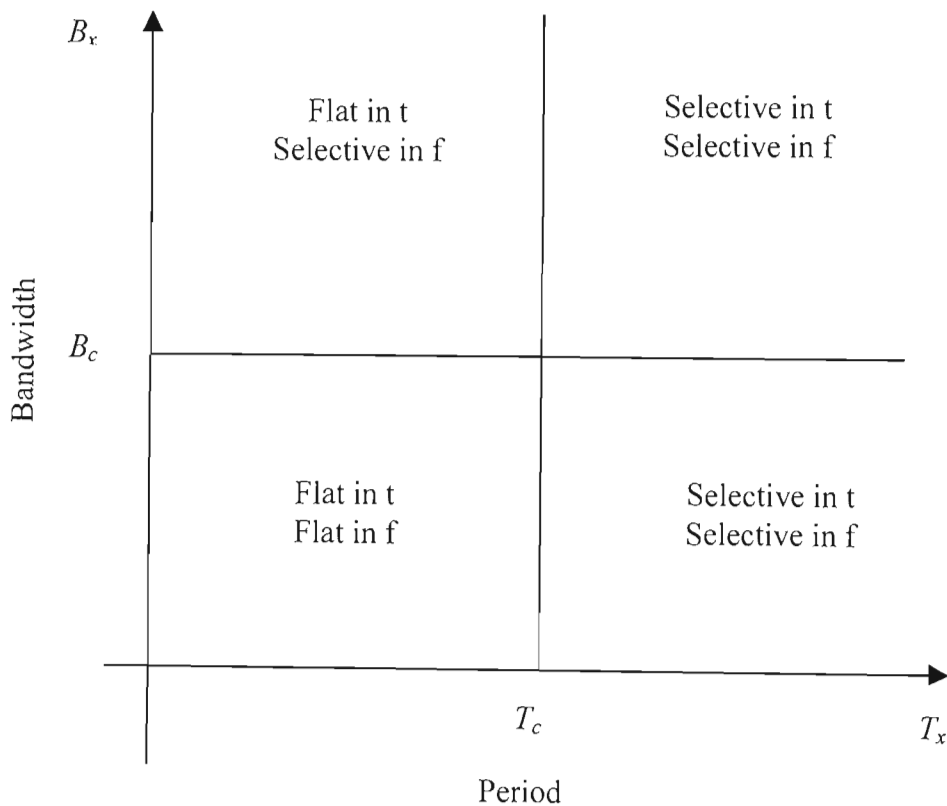 B_x
Flat in t
Selective in f
Selective in t
Selective in f
Bandwidth
B_c
Flat in t
Flat in f
Selective in t
Selective in f
T_c
T_x
Period